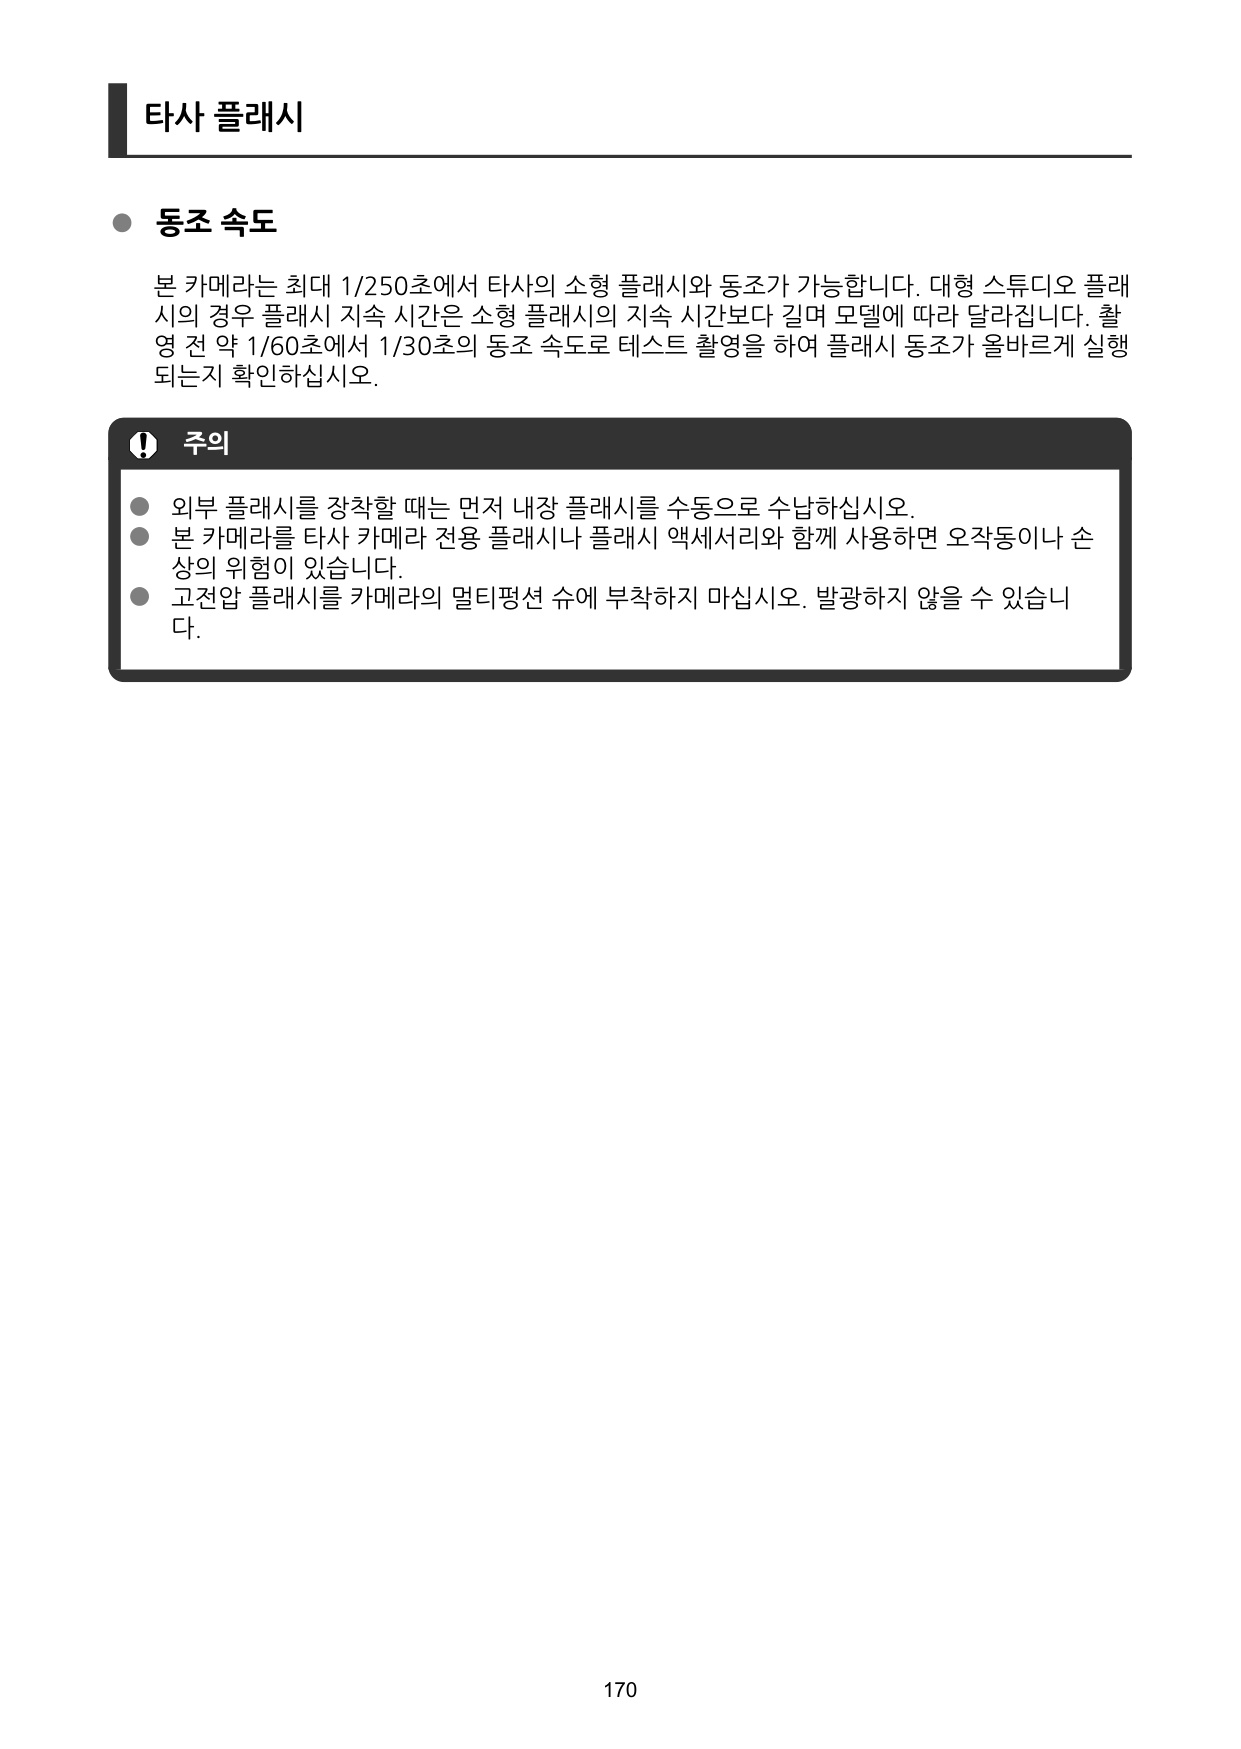 타사 플래시
● 동조 속도
본 카메라는 최대 1/250초에서 타사의 소형 플래시와 동조가 가능합니다. 대형 스튜디오 플래
시의 경우 플래시 지속 시간은 소형 플래시의 지속 시간보다 길며 모델에 따라 달라집니다. 촬
영 전 약 1/60초에서 1/30초의 동조 속도로 테스트 촬영을 하여 플래시 동조가 올바르게 실행
되는지 확인하십시오.
주의
● 외부 플래시를 장착할 때는 먼저 내장 플래시를 수동으로 수납하십시오.
● 본 카메라를 타사 카메라 전용 플래시나 플래시 액세서리와 함께 사용하면 오작동이나 손
상의 위험이 있습니다.
● 고전압 플래시를 카메라의 멀티펑션 슈에 부착하지 마십시오. 발광하지 않을 수 있습니
다.
170